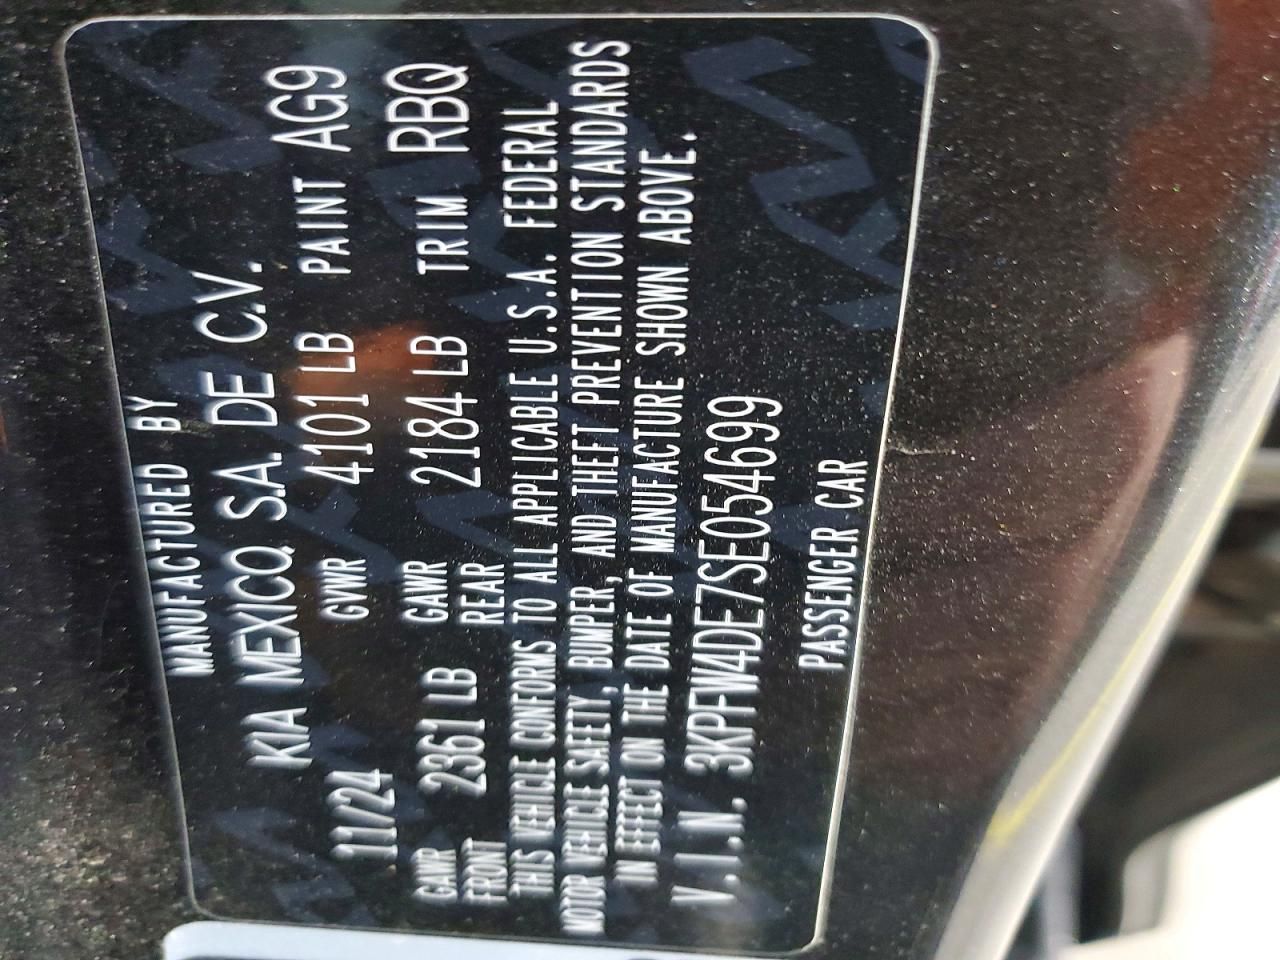 MANUFACTURED BY
KIA MEXICO, S.A. DE C.V.
11/24 GVWR 4101 LB PAINT AG9
GAWR FRONT 2361 LB GAWR REAR 2184 LB TRIM RBQ
THIS VEHICLE CONFORMS TO ALL APPLICABLE U.S.A. FEDERAL
MOTOR VEHICLE SAFETY, BUMPER, AND THEFT PREVENTION STANDARDS
IN EFFECT ON THE DATE OF MANUFACTURE SHOWN ABOVE.
V.I.N. 3KPFW4DE7SE054699
PASSENGER CAR